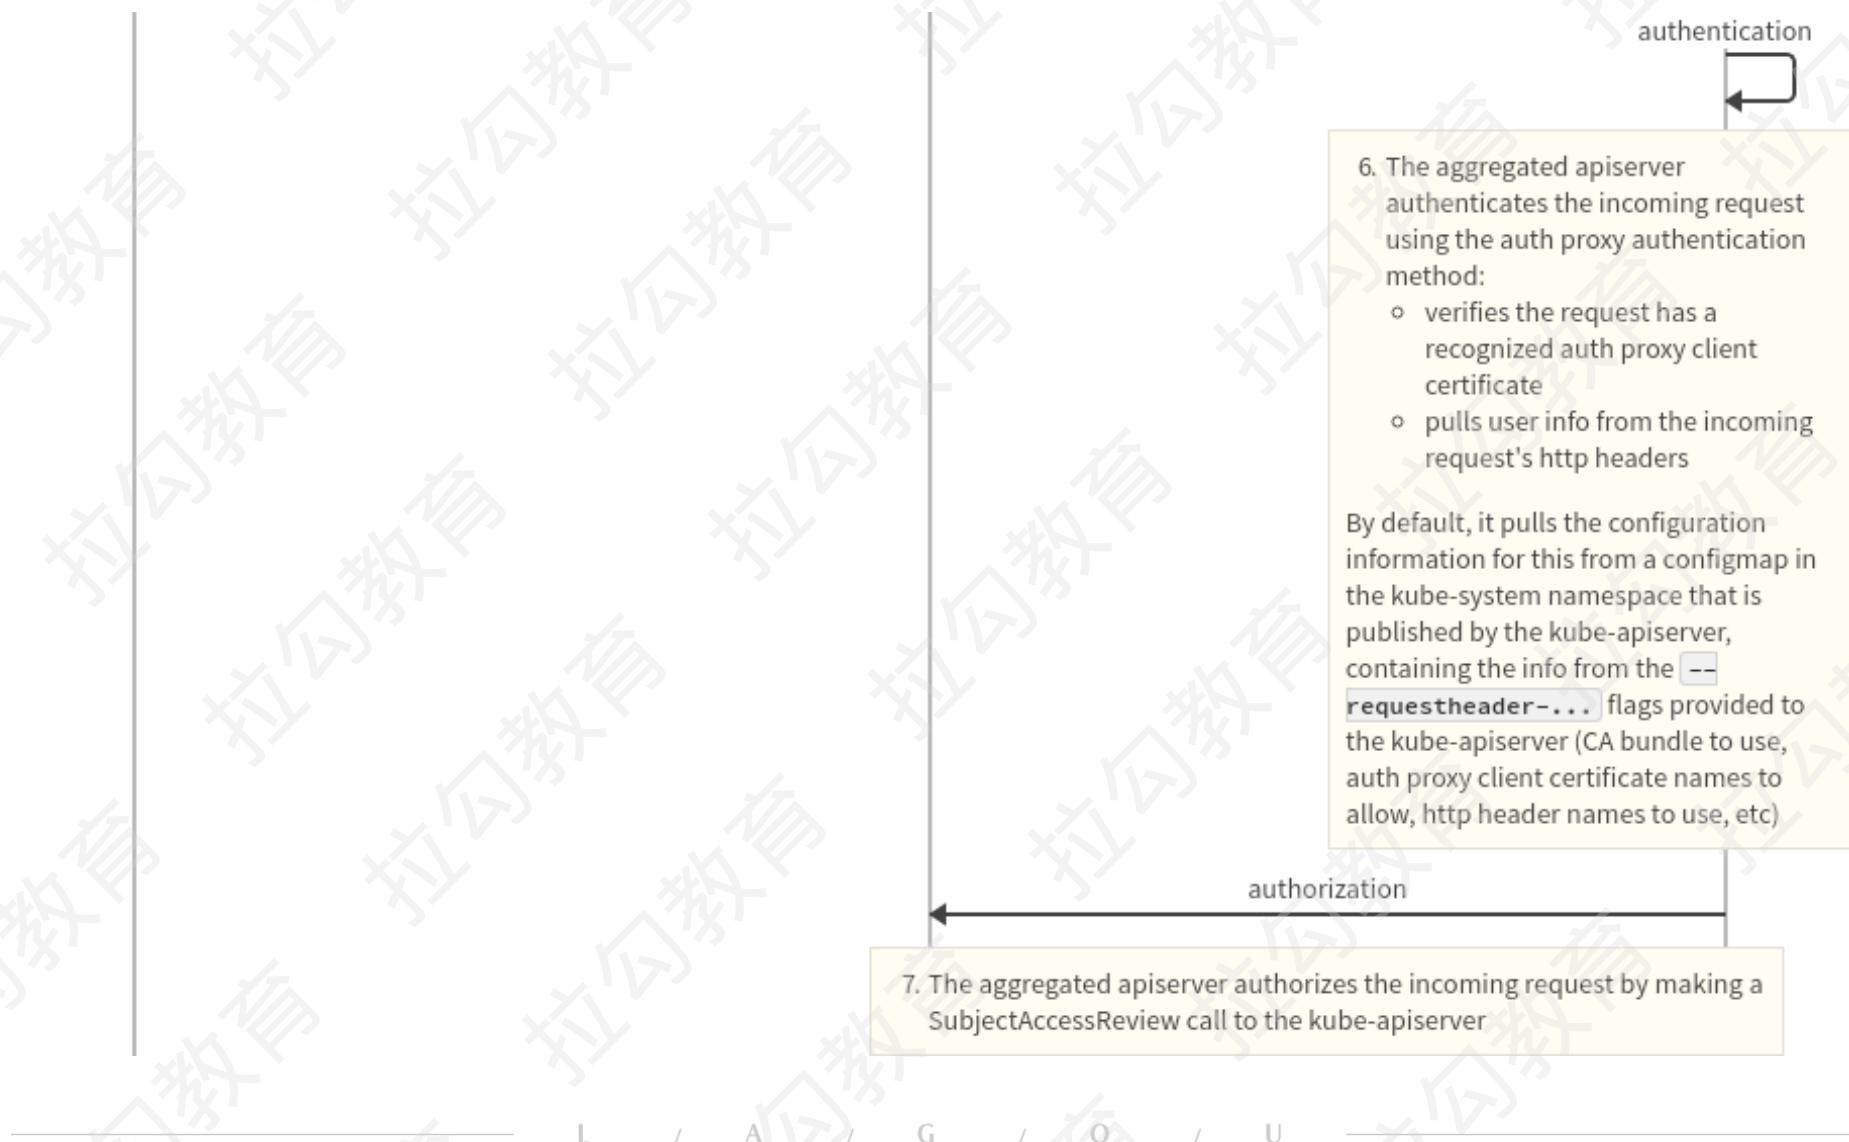 authentication
6. The aggregated apiserver
authenticates the incoming request
using the auth proxy authentication
method:
verifies the request has a
recognized auth proxy client
certificate
pulls user info from the incoming
request's http headers
By default, it pulls the configuration
information for this from a configmap in
the kube-system namespace that is
published by the kube-apiserver,
containing the info from the --
requestheader-... flags provided to
the kube-apiserver (CA bundle to use,
auth proxy client certificate names to
allow, http header names to use, etc)
authorization
7. The aggregated apiserver authorizes the incoming request by making a
SubjectAccessReview call to the kube-apiserver
L / A / G / O / U
拉勾教育